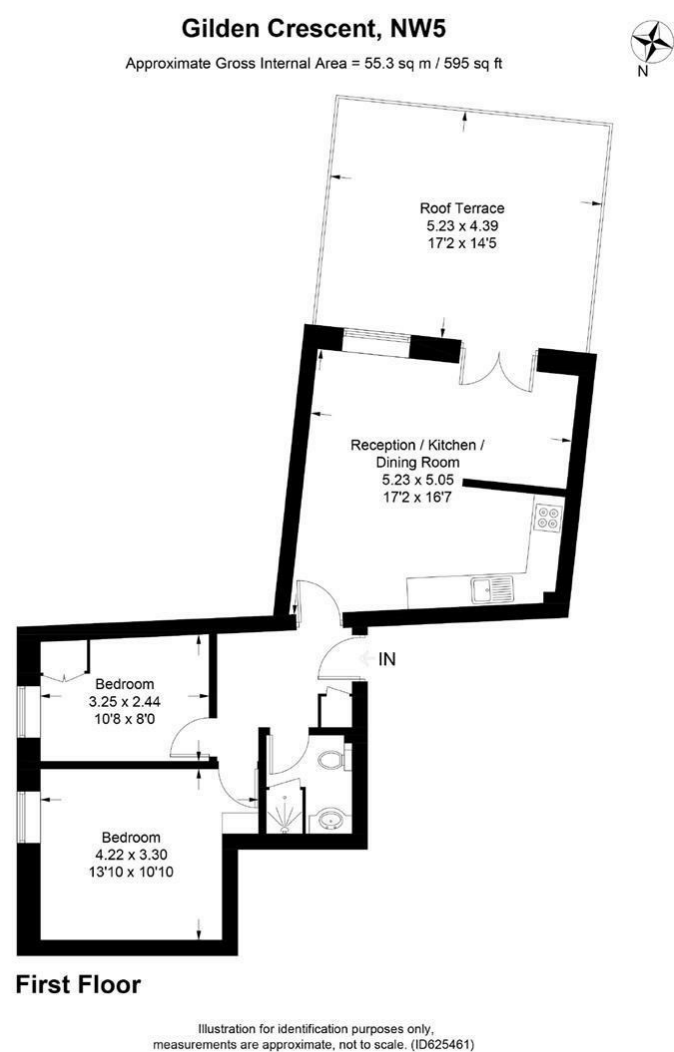 Gilden Crescent, NW5
Approximate Gross Internal Area = 55.3 sq m / 595 sq ft
N
Roof Terrace
5.23 x 4.39
17'2 x 14'5
Reception / Kitchen /
Dining Room
5.23 x 5.05
17'2 x 16'7
IN
Bedroom
3.25 x 2.44
10'8 x 8'0
Bedroom
4.22 x 3.30
13'10 x 10'10
First Floor
Illustration for identification purposes only,
measurements are approximate, not to scale. (ID625461)